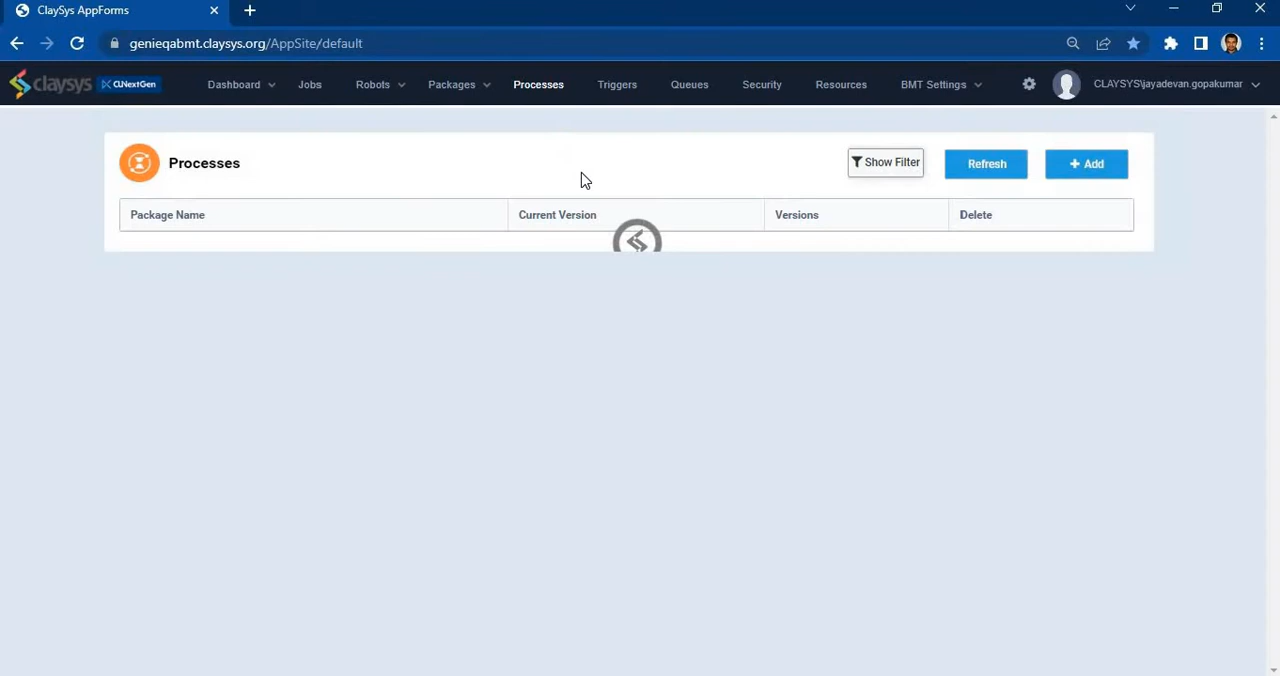 ClaySys AppForms
genieqabmt.claysys.org/AppSite/default
claysys CUNextGen Dashboard Jobs Robots Packages Processes Triggers Queues Security Resources BMT Settings CLAYSYS\jayadevan.gopakumar
Processes Show Filter Refresh + Add
Package Name Current Version Versions Delete